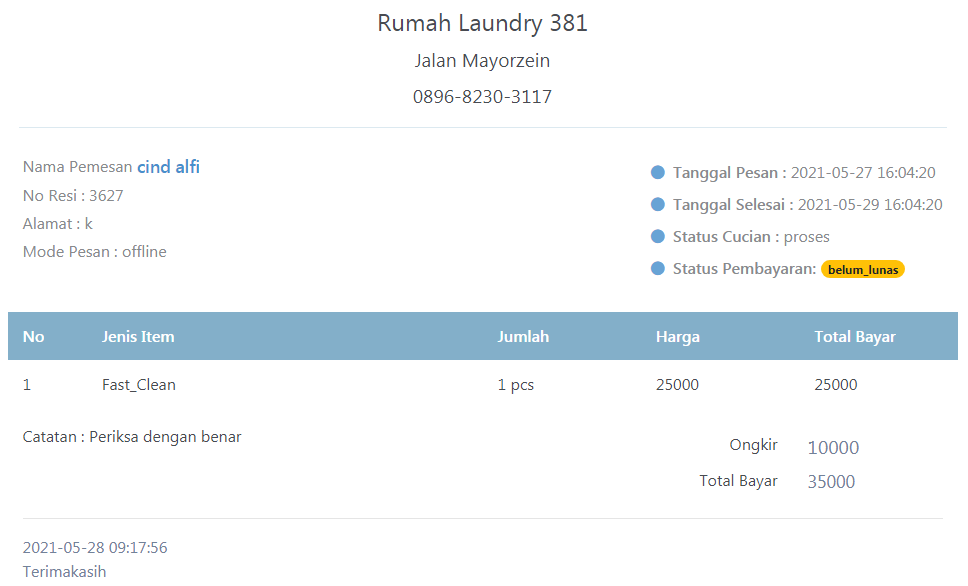 Rumah Laundry 381
Jalan Mayorzein
0896-8230-3117
Nama Pemesan cind alfi
No Resi : 3627
Alamat : k
Mode Pesan : offline
Tanggal Pesan : 2021-05-27 16:04:20
Tanggal Selesai : 2021-05-29 16:04:20
Status Cucian : proses
Status Pembayaran: belum_lunas
No Jenis Item Jumlah Harga Total Bayar
1 Fast_Clean 1 pcs 25000 25000
Catatan : Periksa dengan benar
Ongkir 10000
Total Bayar 35000
2021-05-28 09:17:56
Terimakasih